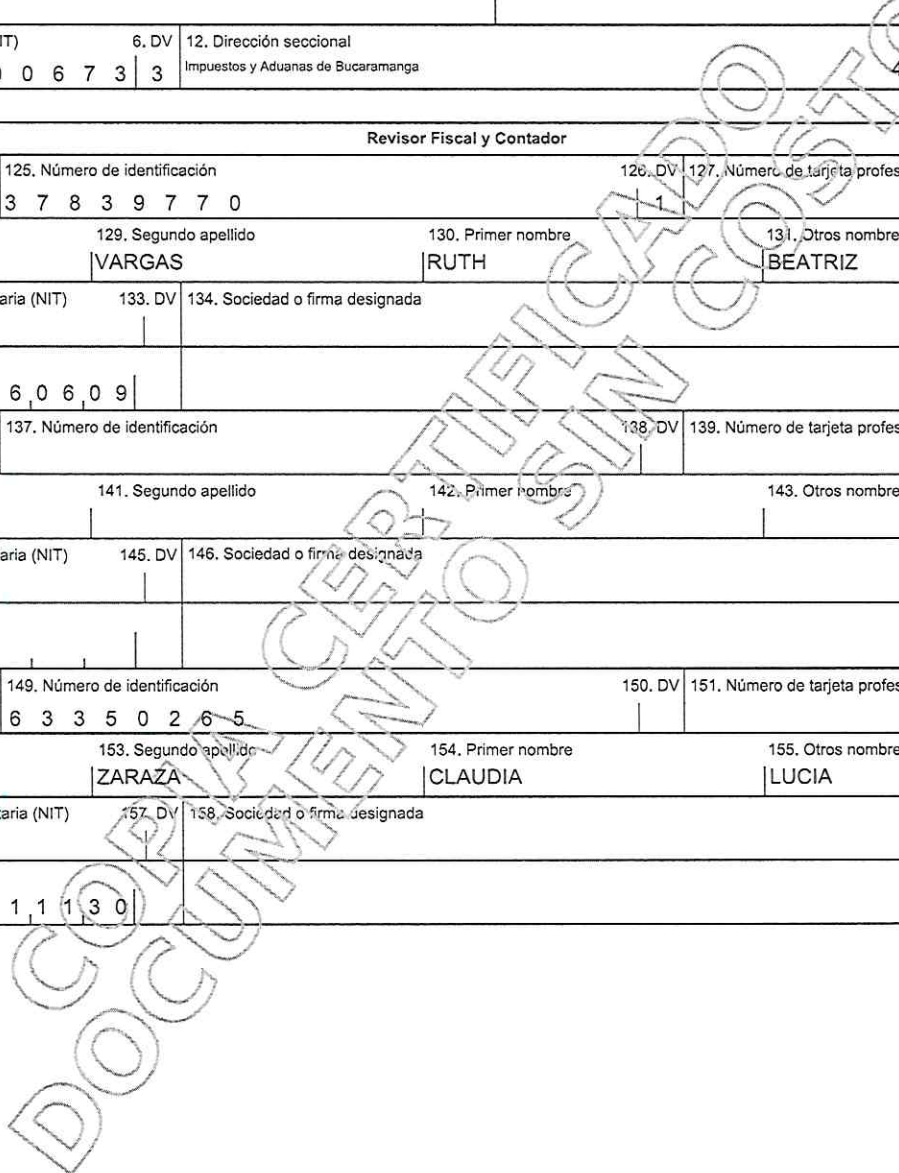 IT) 6. DV 12. Dirección seccional
0 6 7 3 3 Impuestos y Aduanas de Bucaramanga
Revisor Fiscal y Contador
125. Número de identificación 126. DV 127. Número de tarjeta profes
3 7 8 3 9 7 7 0 1
129. Segundo apellido 130. Primer nombre 131. Otros nombre
VARGAS RUTH BEATRIZ
aria (NIT) 133. DV 134. Sociedad o firma designada
6 0 6 0 9
137. Número de identificación 138. DV 139. Número de tarjeta profes
141. Segundo apellido 142. Primer nombre 143. Otros nombre
aria (NIT) 145. DV 146. Sociedad o firma designada
149. Número de identificación 150. DV 151. Número de tarjeta profes
6 3 3 5 0 2 6 5
153. Segundo apellido 154. Primer nombre 155. Otros nombre
ZARAZA CLAUDIA LUCIA
aria (NIT) 157. DV 158. Sociedad o firma designada
1 1 1 3 0
COPIA CERTIFICADO
DOCUMENTO SIN COSTO